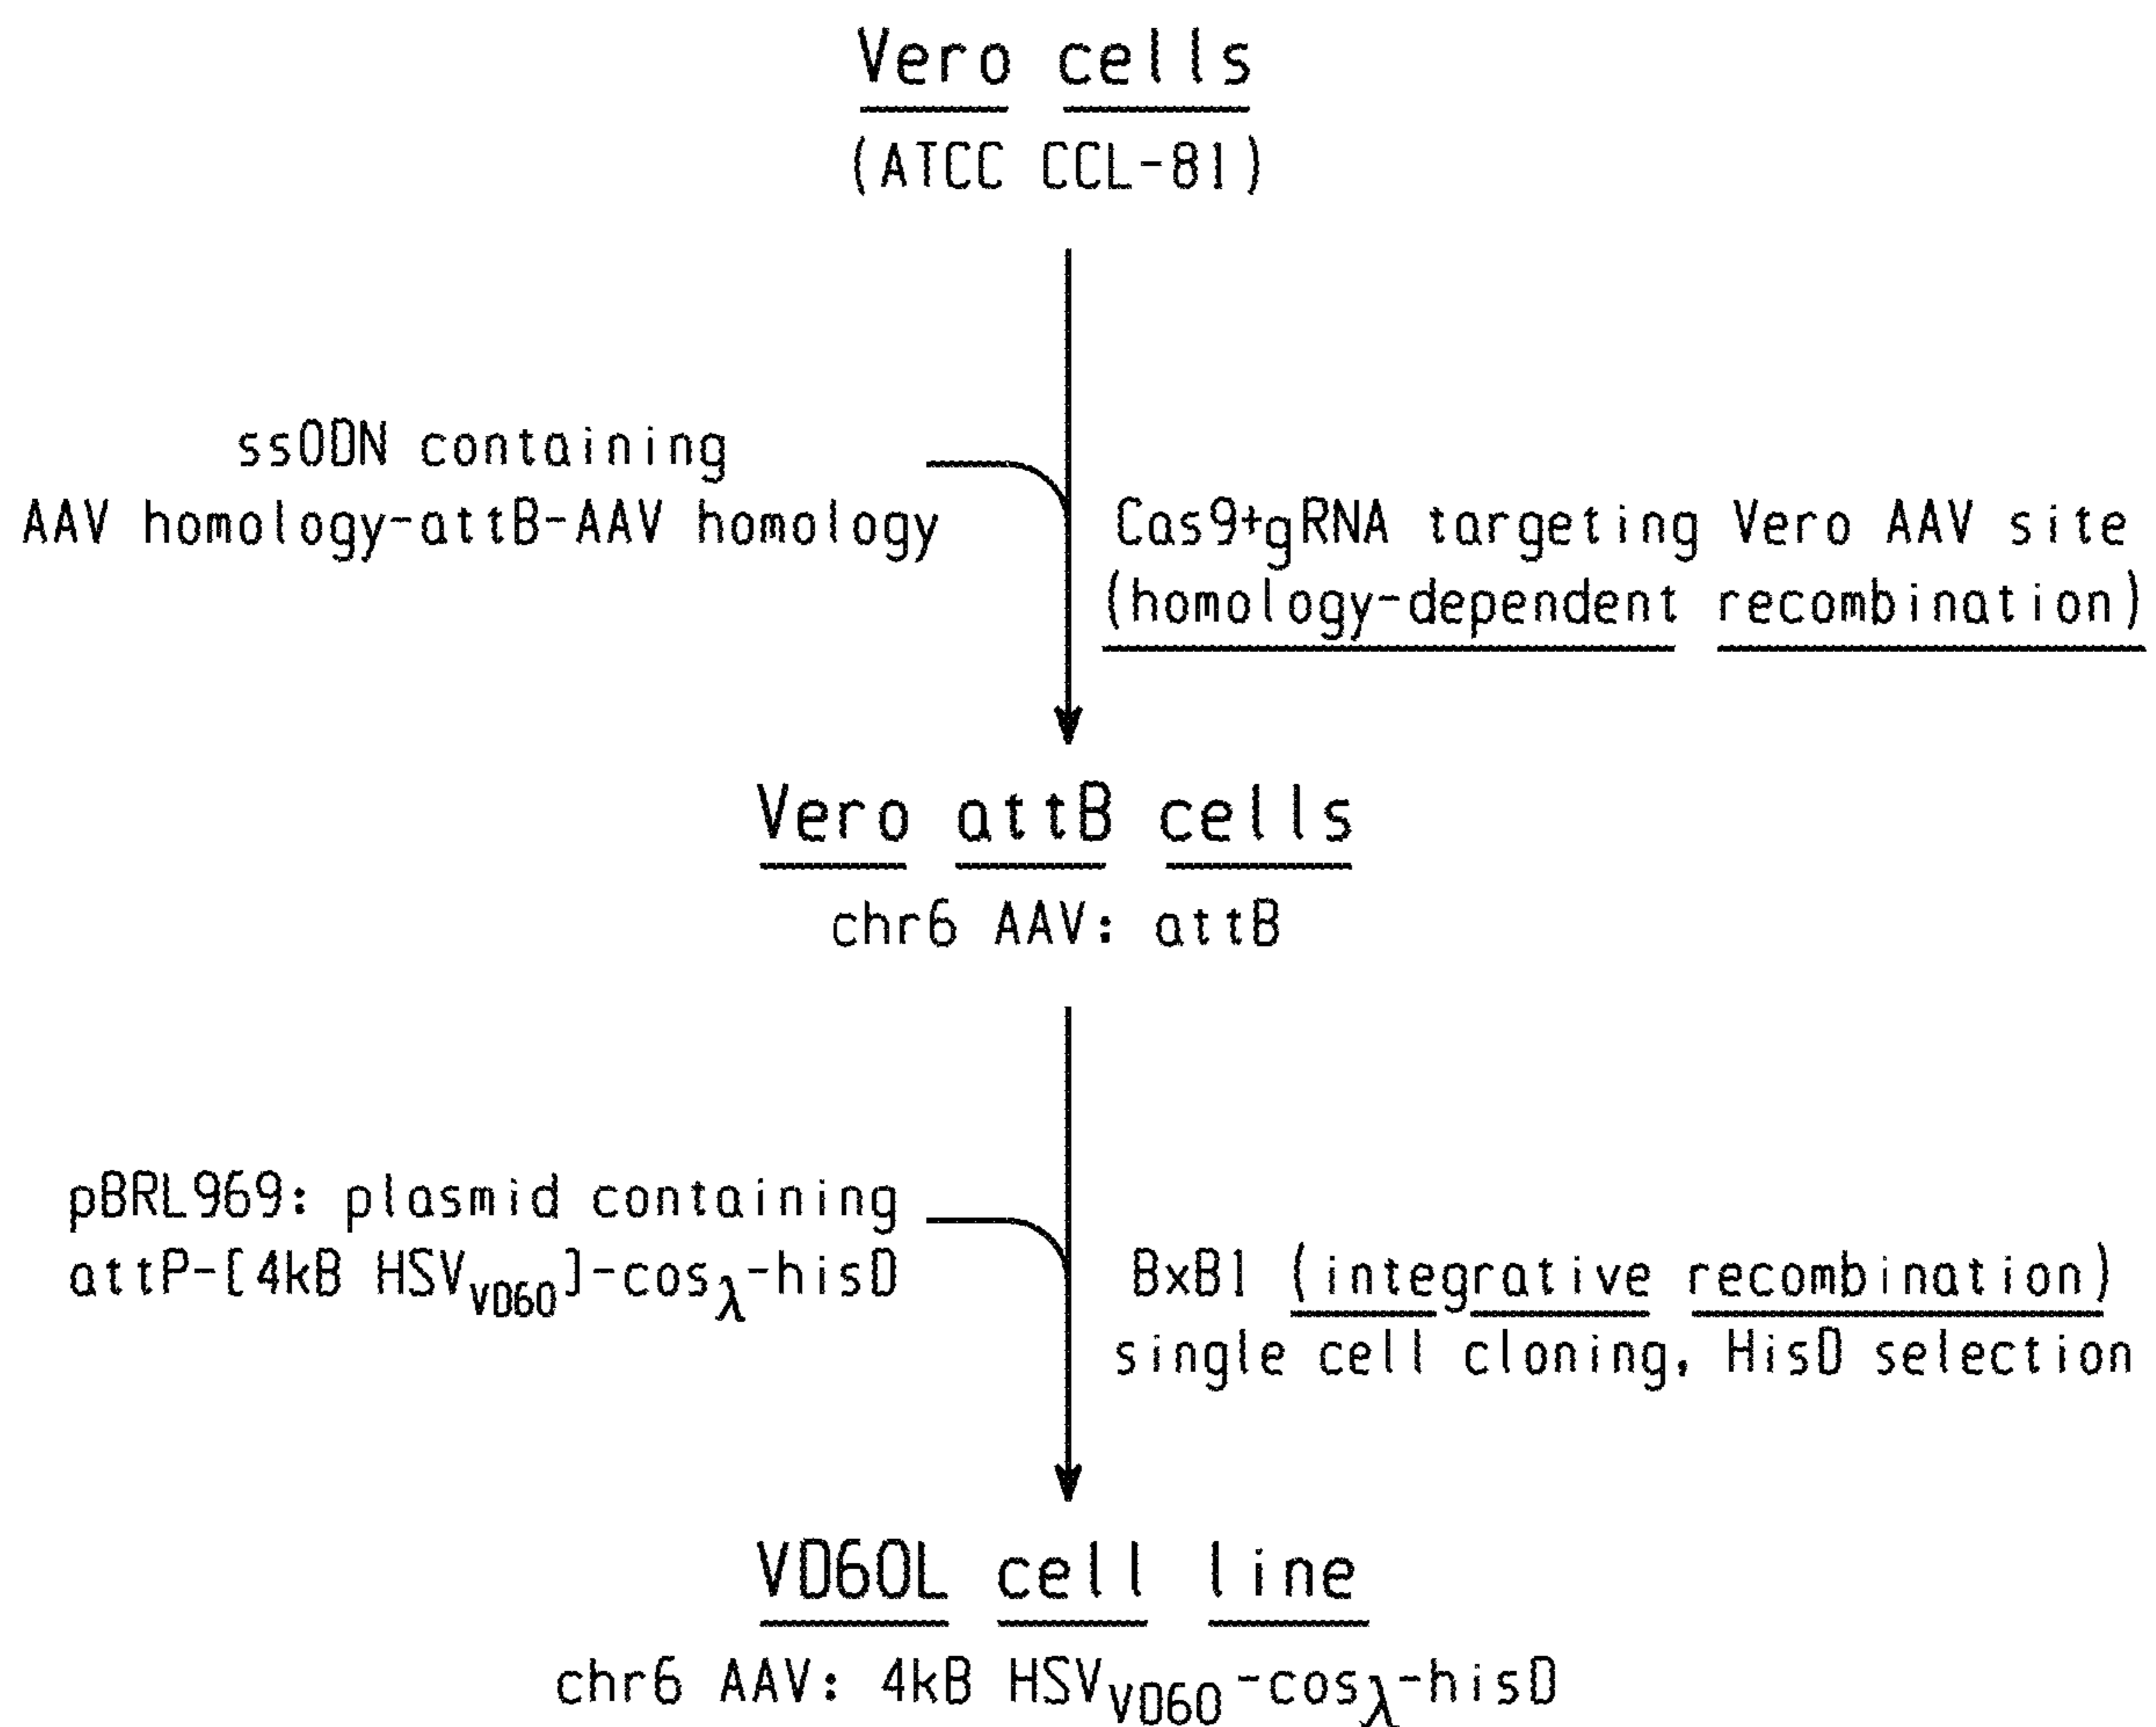 Vero cells
(ATCC CCL-81)
ssODN containing
AAV homology-attB-AAV homology
Cas9+gRNA targeting Vero AAV site
(homology-dependent recombination)
Vero attB cells
chr6 AAV: attB
pBRL969: plasmid containing
attP-[4kB HSVVD60]-cosλ-hisD
BxB1 (integrative recombination)
single cell cloning, HisD selection
VD60L cell line
chr6 AAV: 4kB HSVVD60-cosλ-hisD